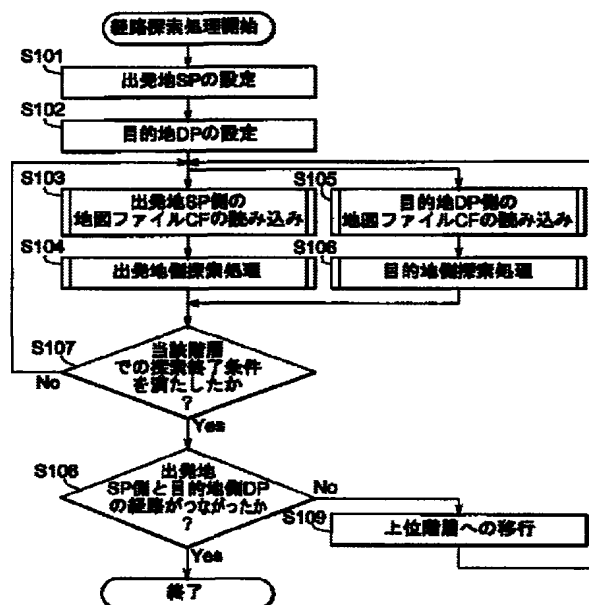 経路探索処理開始
S101
出発地SPの設定
S102
目的地DPの設定
S103
出発地SP側の
地図ファイルCFの読み込み
S105
目的地DP側の
地図ファイルCFの読み込み
S104
出発地側探索処理
S106
目的地側探索処理
S107
当該階層
での探索終了条件
を満たしたか
?
No
Yes
S108
出発地
SP側と目的地側DP
の経路がつながったか
?
No
Yes
S109
上位階層への移行
終了